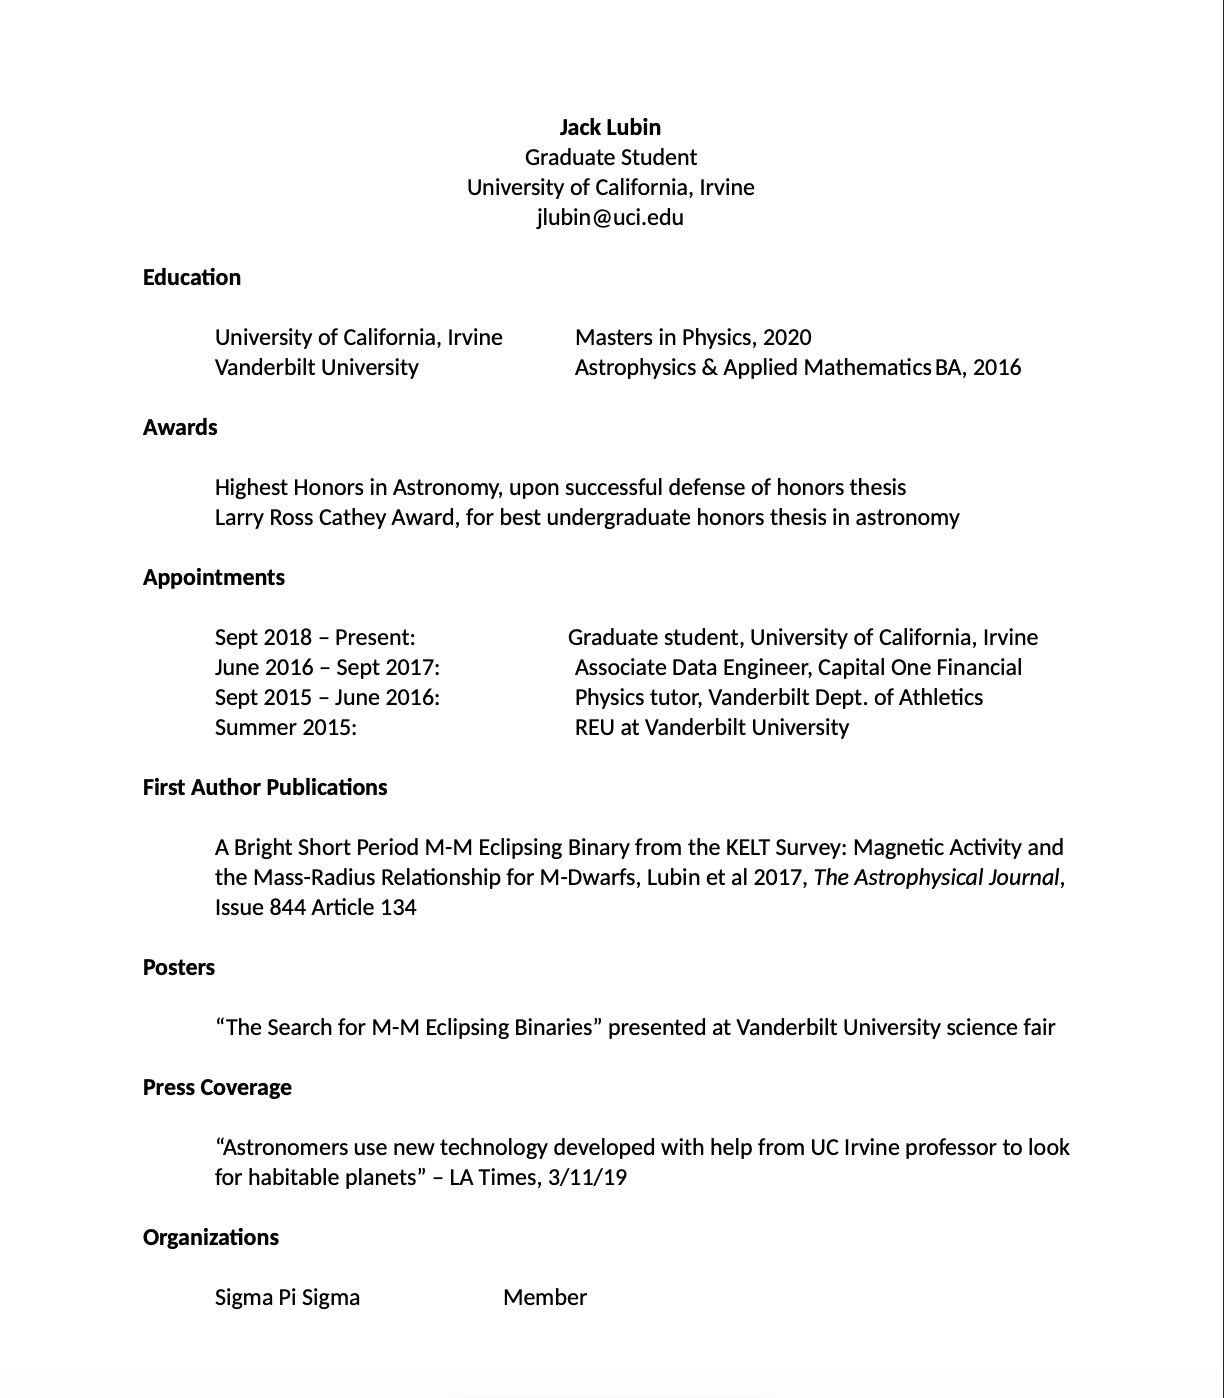 Jack Lubin
Graduate Student
University of California, Irvine
jlubin@uci.edu
Education
University of California, Irvine Masters in Physics, 2020
Vanderbilt University Astrophysics & Applied Mathematics BA, 2016
Awards
Highest Honors in Astronomy, upon successful defense of honors thesis
Larry Ross Cathey Award, for best undergraduate honors thesis in astronomy
Appointments
Sept 2018 – Present: Graduate student, University of California, Irvine
June 2016 – Sept 2017: Associate Data Engineer, Capital One Financial
Sept 2015 – June 2016: Physics tutor, Vanderbilt Dept. of Athletics
Summer 2015: REU at Vanderbilt University
First Author Publications
A Bright Short Period M-M Eclipsing Binary from the KELT Survey: Magnetic Activity and
the Mass-Radius Relationship for M-Dwarfs, Lubin et al 2017, The Astrophysical Journal,
Issue 844 Article 134
Posters
“The Search for M-M Eclipsing Binaries” presented at Vanderbilt University science fair
Press Coverage
“Astronomers use new technology developed with help from UC Irvine professor to look
for habitable planets” – LA Times, 3/11/19
Organizations
Sigma Pi Sigma Member